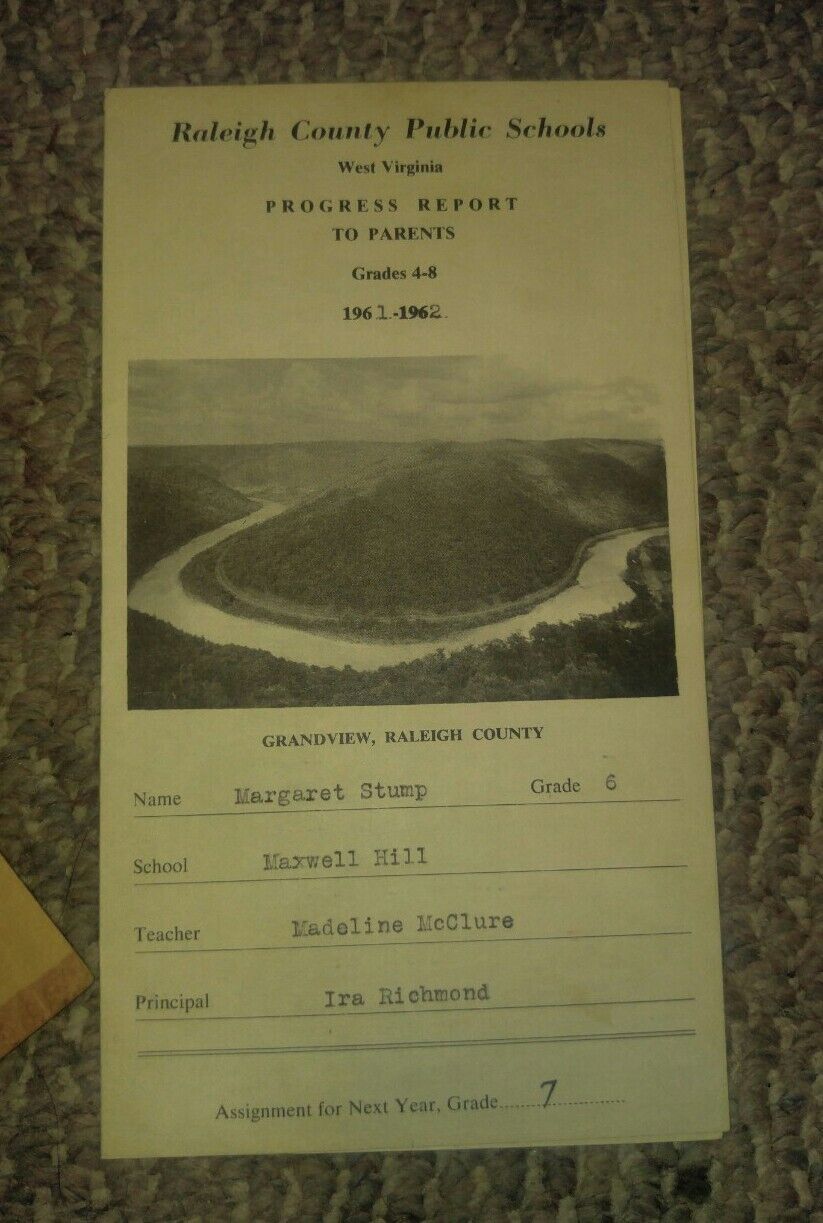 Raleigh County Public Schools
West Virginia
PROGRESS REPORT
TO PARENTS
Grades 4-8
1961-1962
GRANDVIEW, RALEIGH COUNTY
Name Margaret Stump Grade 6
School Maxwell Hill
Teacher Madeline McClure
Principal Ira Richmond
Assignment for Next Year, Grade 7